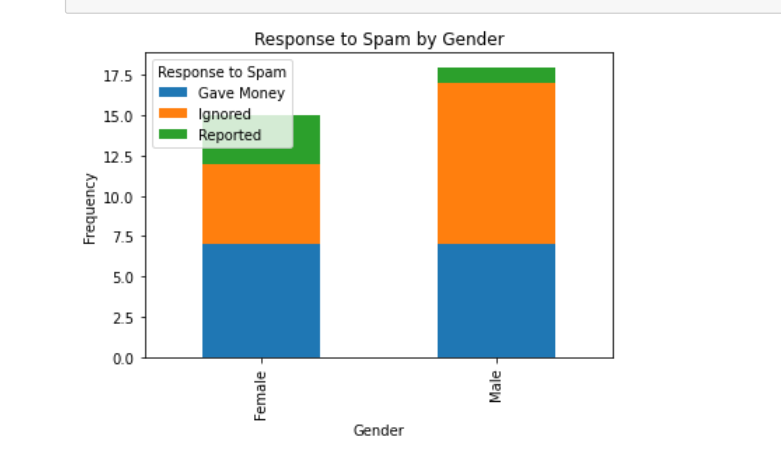 Response to Spam by Gender
Response to Spam
Gave Money
Ignored
Reported
Frequency
17.5
15.0
12.5
10.0
7.5
5.0
2.5
0.0
Female
Male
Gender